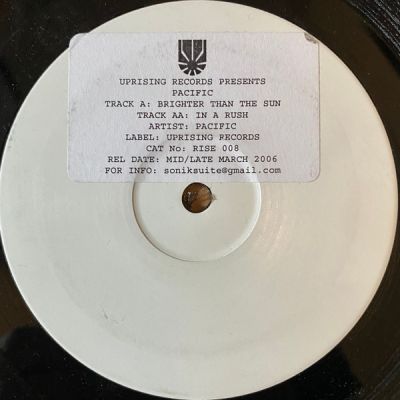 UPRISING RECORDS PRESENTS
PACIFIC
TRACK A: BRIGHTER THAN THE SUN
TRACK AA: IN A RUSH
ARTIST: PACIFIC
LABEL: UPRISING RECORDS
CAT No: RISE 008
REL DATE: MID/LATE MARCH 2006
FOR INFO: soniksuite@gmail.com